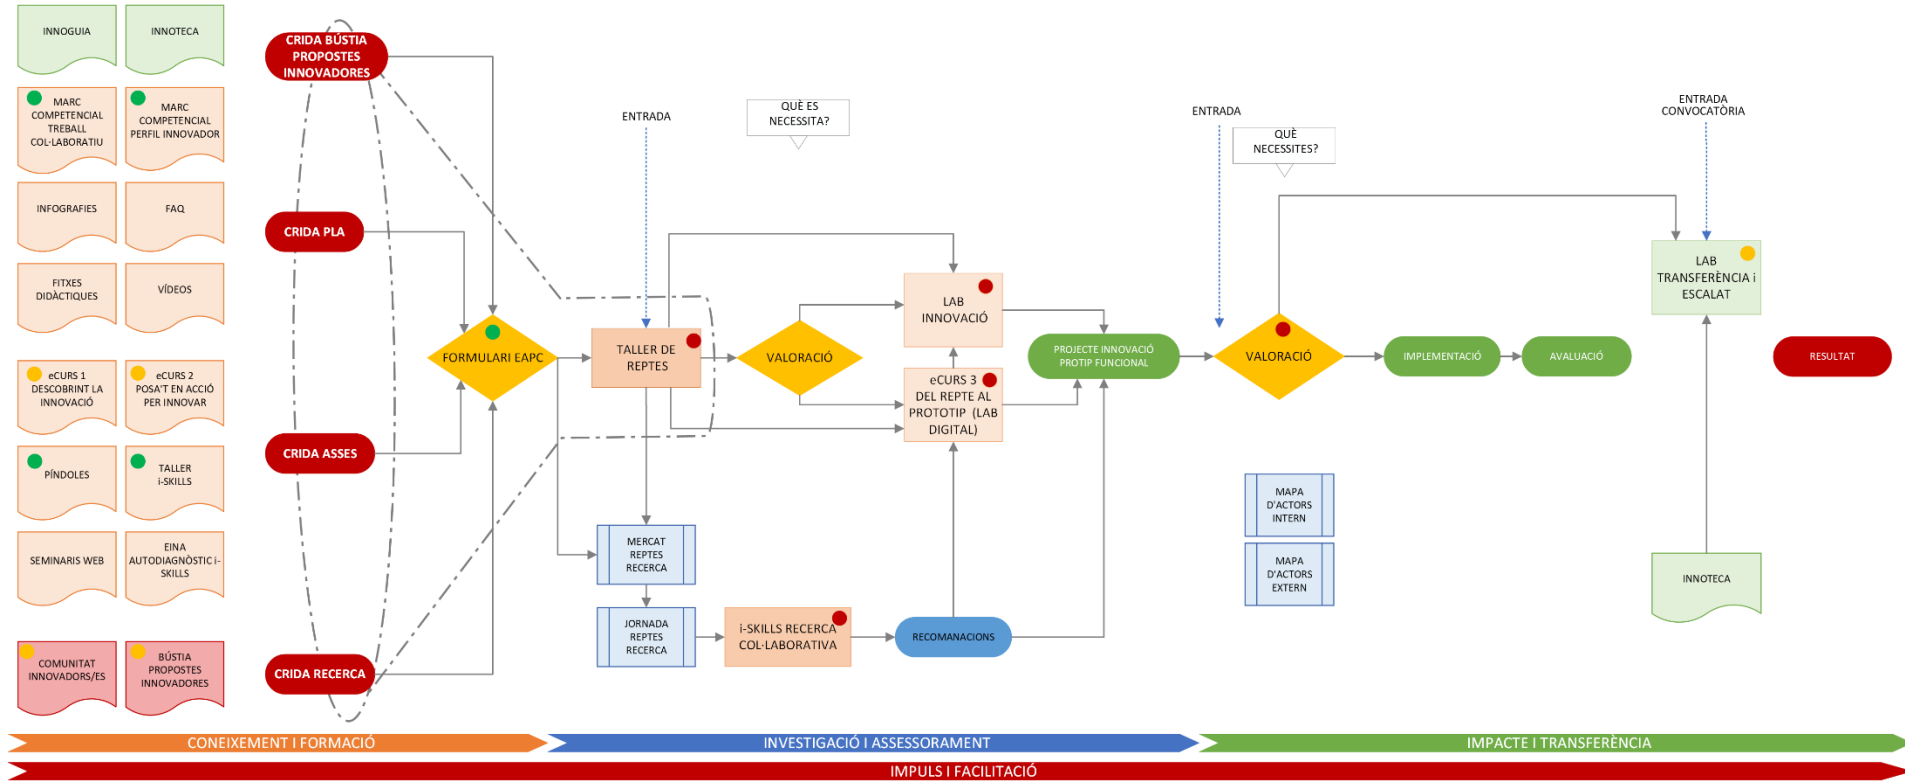 INNOGUIA
INNOTECA
MARC
COMPETENCIAL
TREBALL
COL·LABORATIU
MARC
COMPETENCIAL
PERFIL INNOVADOR
INFOGRAFIES
FAQ
FITXES
DIDÀCTIQUES
VÍDEOS
eCURS 1
DESCOBRINT LA
INNOVACIÓ
eCURS 2
POSA'T EN ACCIÓ
PER INNOVAR
PÍNDOLES
TALLER
i-SKILLS
SEMINARIS WEB
EINA
AUTODIAGNÒSTIC i-
SKILLS
COMUNITAT
INNOVADORS/ES
BÚSTIA
PROPOSTES
INNOVADORES
CRIDA BÚSTIA
PROPOSTES
INNOVADORES
CRIDA PLA
CRIDA ASSES
CRIDA RECERCA
FORMULARI EAPC
ENTRADA
TALLER DE
REPTES
MERCAT
REPTES
RECERCA
JORNADA
REPTES
RECERCA
QUÈ ES
NECESSITA?
VALORACIÓ
i-SKILLS RECERCA
COL·LABORATIVA
LAB
INNOVACIÓ
eCURS 3
DEL REPTE AL
PROTOTIP (LAB
DIGITAL)
RECOMANACIONS
PROJECTE INNOVACIÓ
PROTIP FUNCIONAL
ENTRADA
QUÈ
NECESSITES?
VALORACIÓ
MAPA
D'ACTORS
INTERN
MAPA
D'ACTORS
EXTERN
IMPLEMENTACIÓ
AVALUACIÓ
ENTRADA
CONVOCATÒRIA
LAB
TRANSFERÈNCIA i
ESCALAT
INNOTECA
RESULTAT
CONEIXEMENT I FORMACIÓ
INVESTIGACIÓ I ASSESSORAMENT
IMPACTE I TRANSFERÈNCIA
IMPULS I FACILITACIÓ